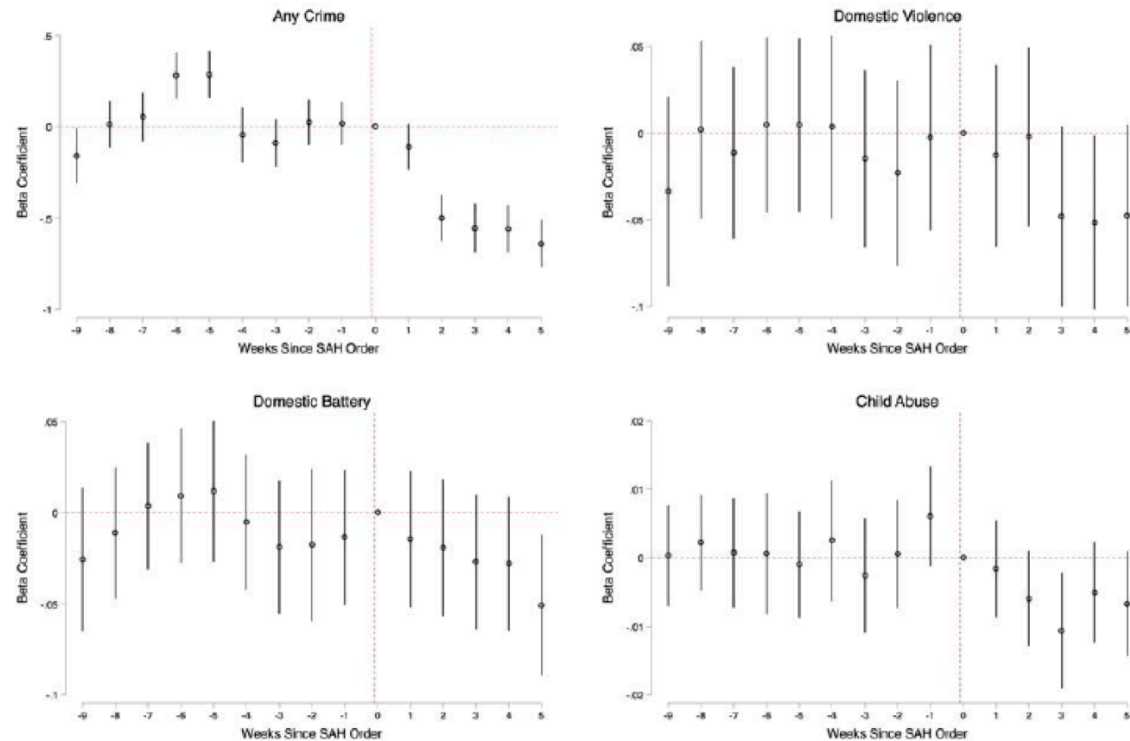 Any Crime
.5
0
-.5
-1
Beta Coefficient
-9 -8 -7 -6 -5 -4 -3 -2 -1 0 1 2 3 4 5
Weeks Since SAH Order
Domestic Violence
.05
0
-.05
-.1
Beta Coefficient
-9 -8 -7 -6 -5 -4 -3 -2 -1 0 1 2 3 4 5
Weeks Since SAH Order
Domestic Battery
.05
0
-.05
-.1
Beta Coefficient
-9 -8 -7 -6 -5 -4 -3 -2 -1 0 1 2 3 4 5
Weeks Since SAH Order
Child Abuse
.02
.01
0
-.01
-.02
Beta Coefficient
-9 -8 -7 -6 -5 -4 -3 -2 -1 0 1 2 3 4 5
Weeks Since SAH Order